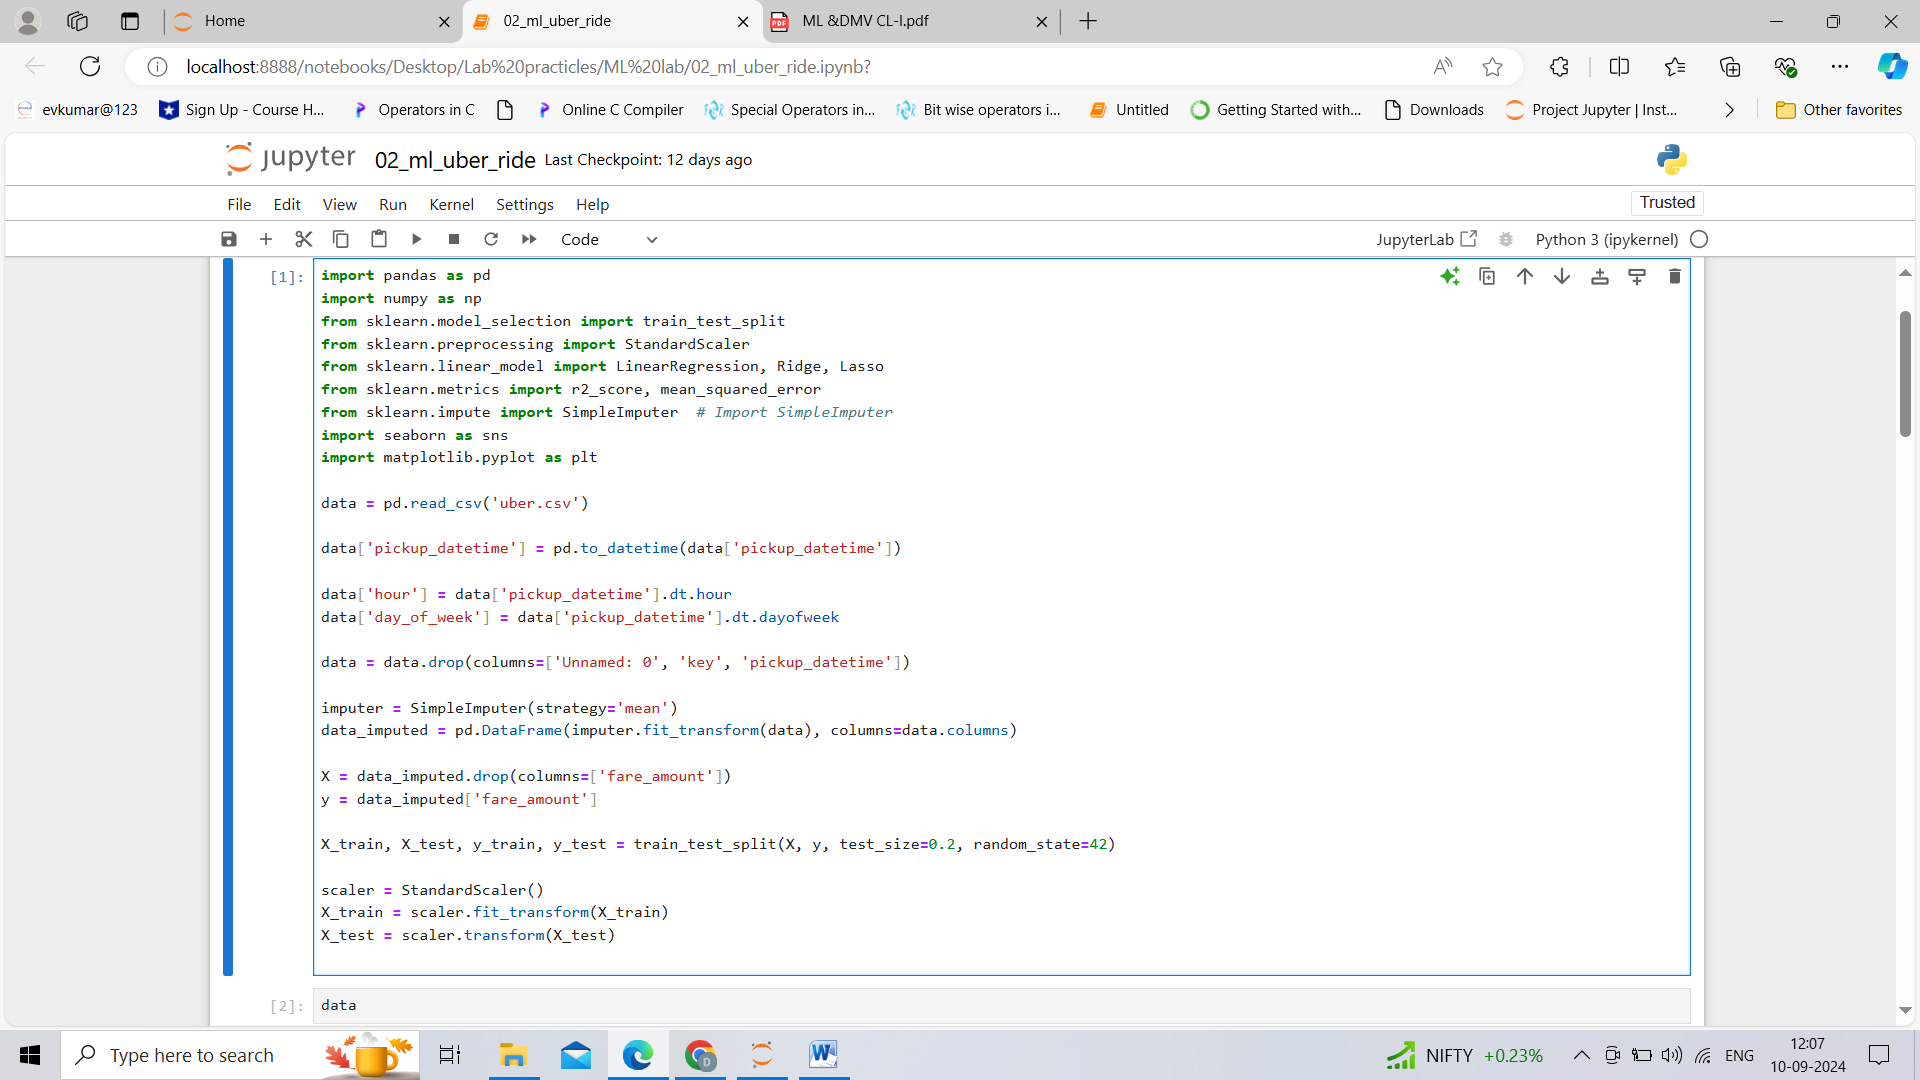 Home
02_ml_uber_ride
ML &DMV CL-I.pdf
localhost:8888/notebooks/Desktop/Lab%20practicles/ML%20lab/02_ml_uber_ride.ipynb?
evkumar@123
Sign Up - Course H...
Operators in C
Online C Compiler
Special Operators in...
Bit wise operators i...
Untitled
Getting Started with...
Downloads
Project Jupyter | Inst...
Other favorites
jupyter 02_ml_uber_ride Last Checkpoint: 12 days ago
File Edit View Run Kernel Settings Help
Trusted
Code
JupyterLab
Python 3 (ipykernel)
[1]:
import pandas as pd
import numpy as np
from sklearn.model_selection import train_test_split
from sklearn.preprocessing import StandardScaler
from sklearn.linear_model import LinearRegression, Ridge, Lasso
from sklearn.metrics import r2_score, mean_squared_error
from sklearn.impute import SimpleImputer  # Import SimpleImputer
import seaborn as sns
import matplotlib.pyplot as plt
data = pd.read_csv('uber.csv')
data['pickup_datetime'] = pd.to_datetime(data['pickup_datetime'])
data['hour'] = data['pickup_datetime'].dt.hour
data['day_of_week'] = data['pickup_datetime'].dt.dayofweek
data = data.drop(columns=['Unnamed: 0', 'key', 'pickup_datetime'])
imputer = SimpleImputer(strategy='mean')
data_imputed = pd.DataFrame(imputer.fit_transform(data), columns=data.columns)
X = data_imputed.drop(columns=['fare_amount'])
y = data_imputed['fare_amount']
X_train, X_test, y_train, y_test = train_test_split(X, y, test_size=0.2, random_state=42)
scaler = StandardScaler()
X_train = scaler.fit_transform(X_train)
X_test = scaler.transform(X_test)
[2]:
data
Type here to search
NIFTY +0.23%
ENG
12:07
10-09-2024